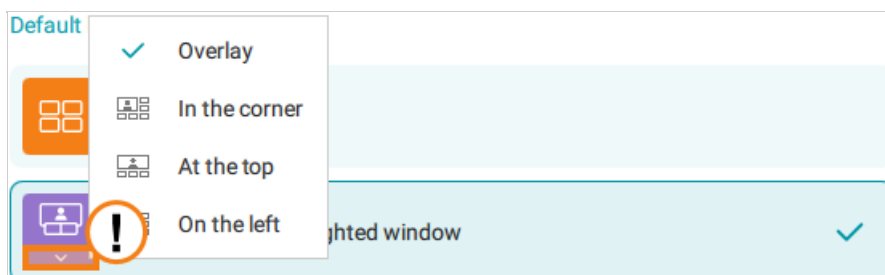 Default
Overlay
In the corner
At the top
On the left
ghted window
!